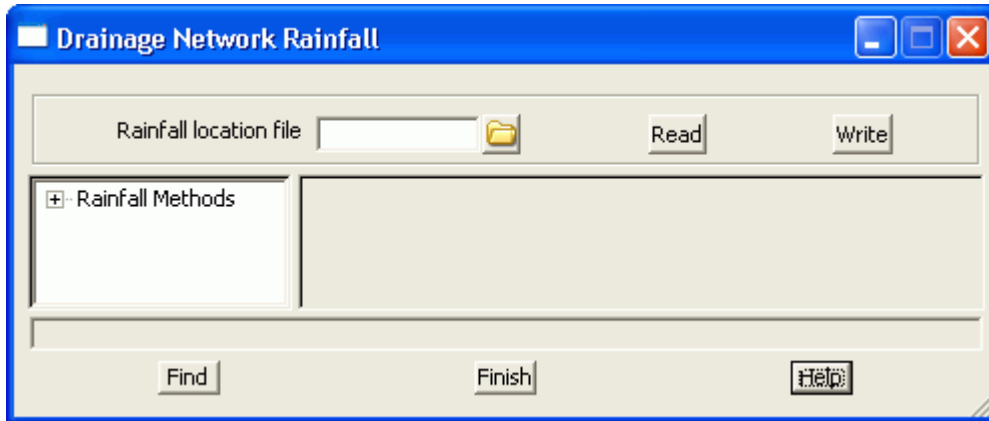 Drainage Network Rainfall
Rainfall location file Read Write
Rainfall Methods
Find Finish Help